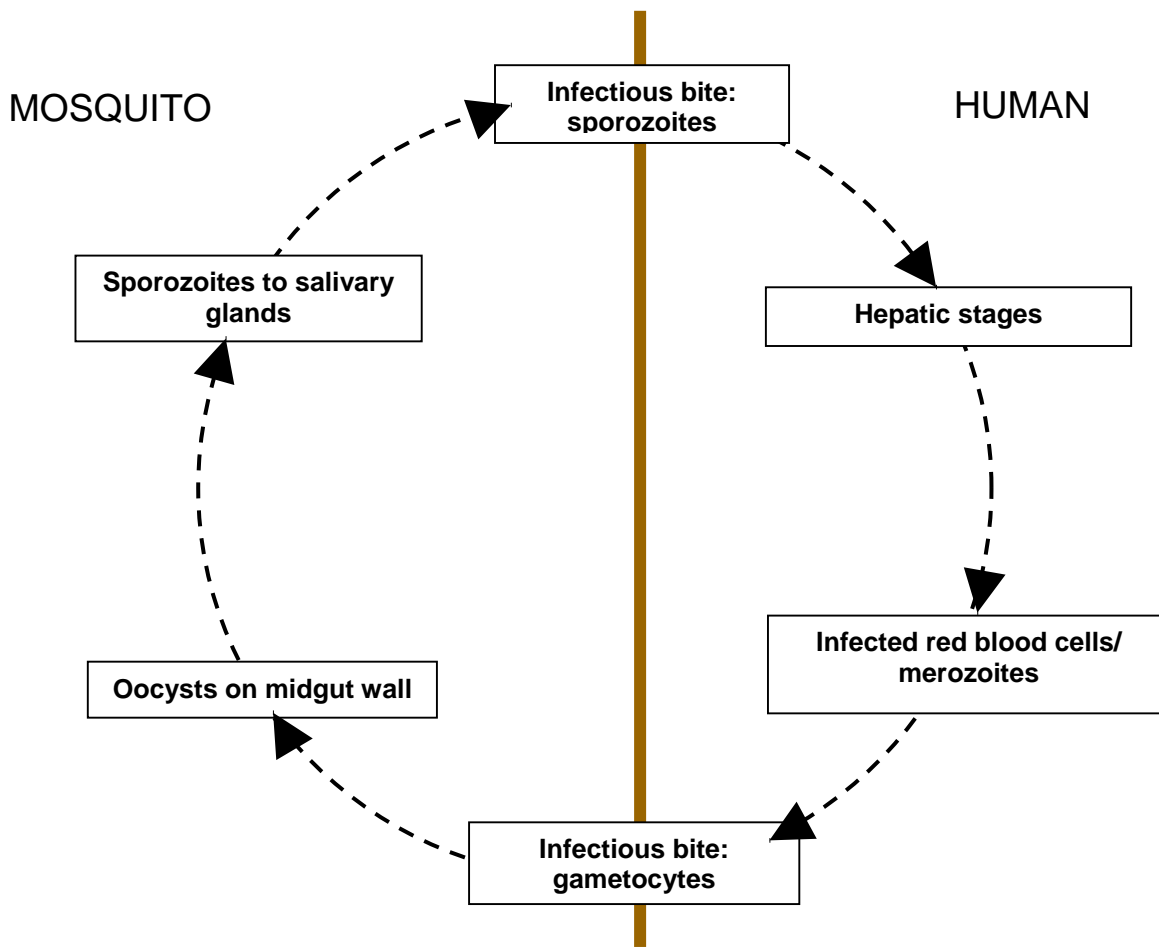 MOSQUITO
HUMAN
Infectious bite:
sporozoites
Sporozoites to salivary
glands
Hepatic stages
Infected red blood cells/
merozoites
Oocysts on midgut wall
Infectious bite:
gametocytes